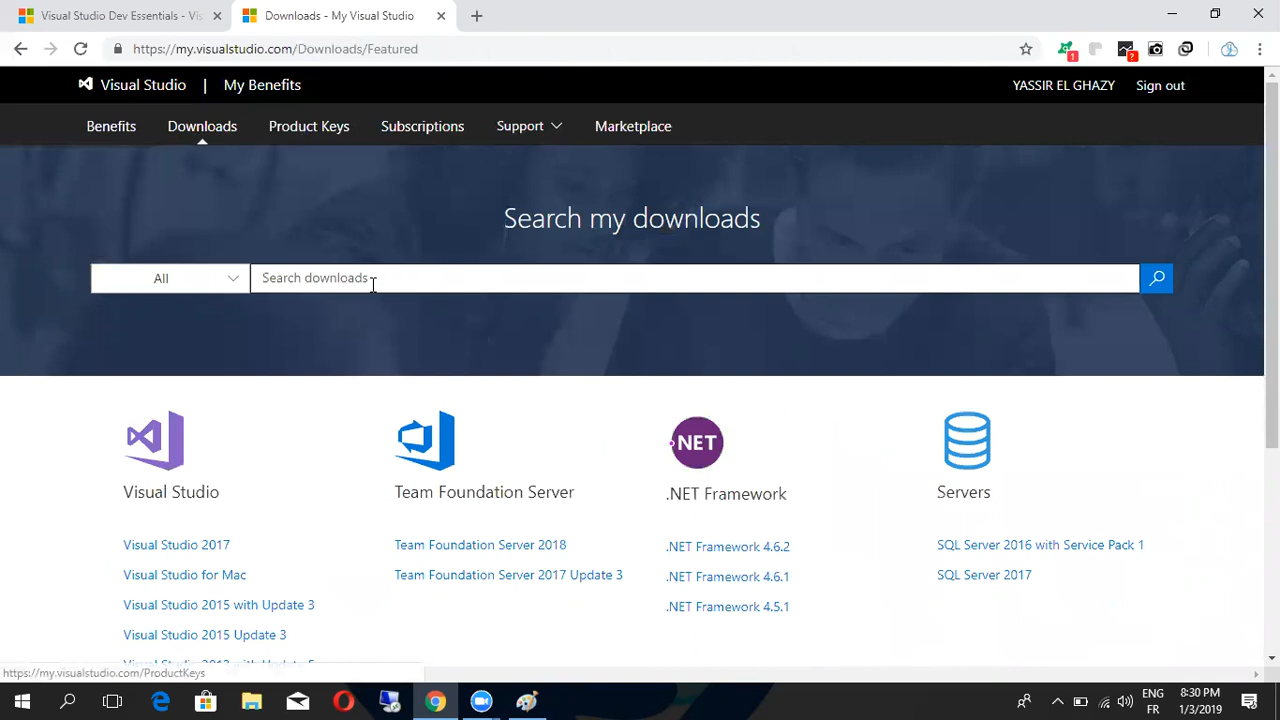 Visual Studio Dev Essentials - Vis
Downloads - My Visual Studio
https://my.visualstudio.com/Downloads/Featured
1
?
Visual Studio | My Benefits
YASSIR EL GHAZY
Sign out
Benefits
Downloads
Product Keys
Subscriptions
Support
Marketplace
Search my downloads
All
Search downloads
NET
Visual Studio
Team Foundation Server
.NET Framework
Servers
Visual Studio 2017
Team Foundation Server 2018
.NET Framework 4.6.2
SQL Server 2016 with Service Pack 1
Visual Studio for Mac
Team Foundation Server 2017 Update 3
.NET Framework 4.6.1
SQL Server 2017
Visual Studio 2015 with Update 3
.NET Framework 4.5.1
Visual Studio 2015 Update 3
https://my.visualstudio.com/ProductKeys
ENG
FR
8:30 PM
1/3/2019